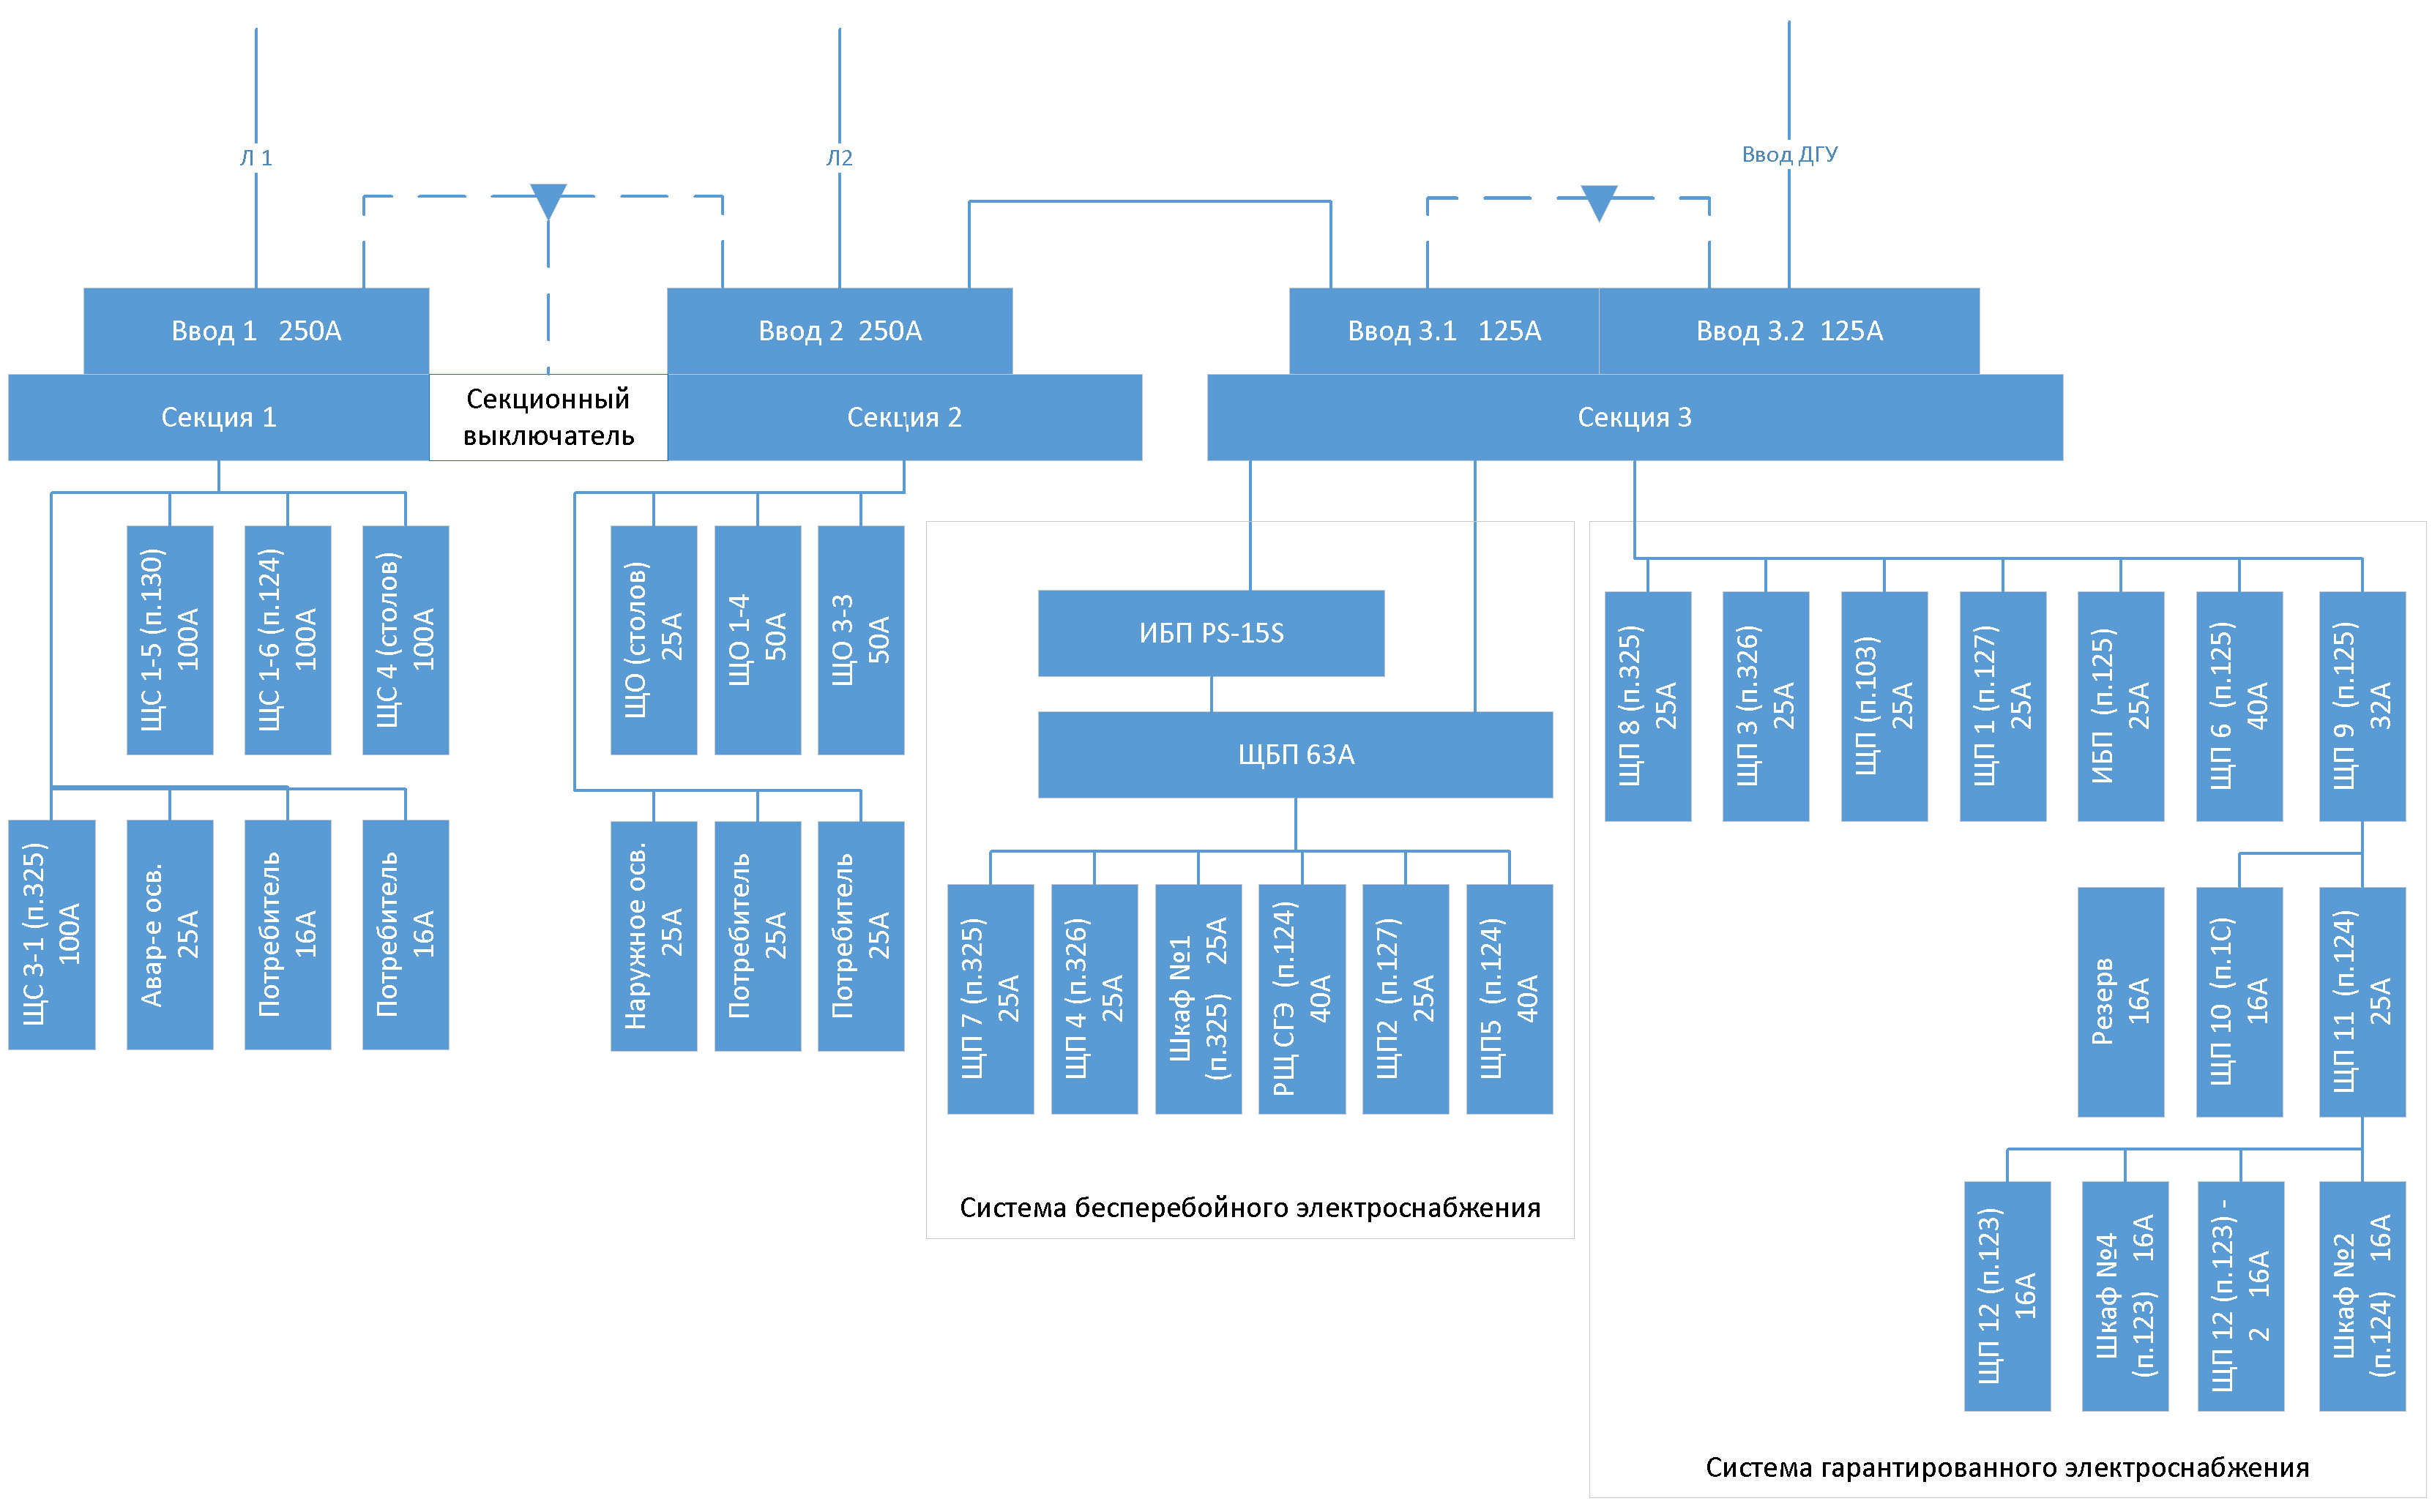 Л 1
Л2
Ввод ДГУ
Ввод 1 250А
Ввод 2 250А
Ввод 3.1 125А
Ввод 3.2 125А
Секция 1
Секционный
выключатель
Секция 2
Секция 3
ЩС 1-5 (п.130)
100А
ЩС 1-6 (п.124)
100А
ЩС 4 (столов)
100А
ЩС 3-1 (п.325)
100А
Авар-е осв.
25А
Потребитель
16А
Потребитель
16А
ЩО (столов)
25А
ЩО 1-4
50А
ЩО 3-3
50А
Наружное осв.
25А
Потребитель
25А
Потребитель
25А
ИБП PS-15S
ЩБП 63А
ЩП 7 (п.325)
25А
ЩП 4 (п.326)
25А
Шкаф №1
(п.325) 25А
РЩ СГЭ (п.124)
40А
ЩП2 (п.127)
25А
ЩП5 (п.124)
40А
Система бесперебойного электроснабжения
ЩП 8 (п.325)
25А
ЩП 3 (п.326)
25А
ЩП (п.103)
25А
ЩП 1 (п.127)
25А
ИБП (п.125)
25А
ЩП 6 (п.125)
40А
ЩП 9 (п.125)
32А
Резерв
16А
ЩП 10 (п.1С)
16А
ЩП 11 (п.124)
25А
ЩП 12 (п.123)
16А
Шкаф №4
(п.123) 16А
ЩП 12 (п.123) -
2 16А
Шкаф №2
(п.124) 16А
Система гарантированного электроснабжения